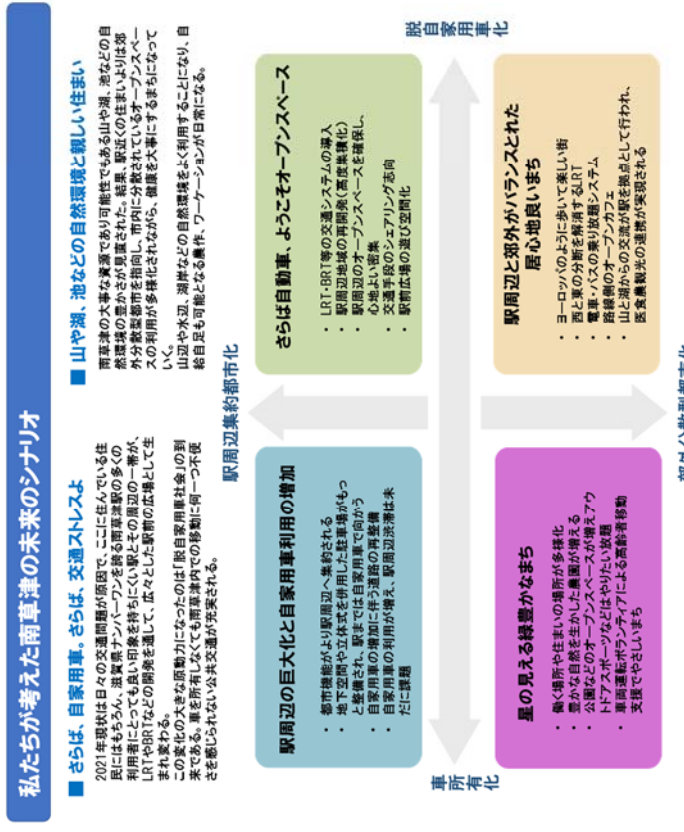 私たちが考えた南草津の未来のシナリオ
■ さらば、自家用車。さらば、交通ストレスよ
2021年現状は日々の交通問題が原因で、ここに住んでいる住
民にはもちろん、滋賀県ナンバーワンを誇る南草津駅の多くの
利用者にとっても良い印象を持ちにくい駅とその周辺の一帯が、
LRTやBRTなどの開発を通して、広々とした駅前の広場として生
まれ変わる。
この変化の大きな原動力になったのは「脱自家用車社会」の到
来である。車を所有しなくても南草津内での移動に何一つ不便
さを感じられない公共交通が充実される。
■ 山や湖、池などの自然環境と親しい住まい
南草津の大事な資源であり可能性でもある山や湖、池などの自
然環境の豊かさが見直された。結果、駅近くの住まいよりは郊
外分散型都市を指向し、市内に分散されているオープンスペー
スの利用が多様化されながら、健康を大事にするまちになって
いく。
山辺や水辺、湖岸などの自然環境をよく利用することになり、自
給自足も可能となる農作、ワーケーションが日常になる。
駅周辺集約都市化
駅周辺の巨大化と自家用車利用の増加
・ 都市機能がより駅周辺へ集約される
・ 地下空間や立体式を併用した駐車場がもっ
と整備され、駅までは自家用車で向かう
・ 自家用車の増加に伴う道路の再整備
・ 自家用車の利用が増え、駅周辺渋滞は未
だに課題
さらば自動車、ようこそオープンスペース
・ LRT・BRT等の交通システムの導入
・ 駅周辺地域の再開発(高度集積化)
・ 駅周辺のオープンスペースを確保し、
心地よい密集
・ 交通手段のシェアリング志向
・ 駅前広場の遊び空間化
車所有化
脱自家用車化
星の見える緑豊かなまち
・ 働く場所や住まいの場所が多様化
・ 豊かな自然を生かした農園が増える
・ 公園などのオープンスペースが増えアウ
トドアスポーツなどはやりたい放題
・ 車両運転ボランティアによる高齢者移動
支援でやさしいまち
駅周辺と郊外がバランスとれた
居心地良いまち
・ ヨーロッパのように歩いて楽しい街
・ 西と東の分断を解消するLRT
・ 電車・バスの乗り放題システム
・ 路線側のオープンカフェ
・ 山と湖からの交流が駅を拠点として行われ、
医食農観光の連携が実現される
郊外分散型都市化